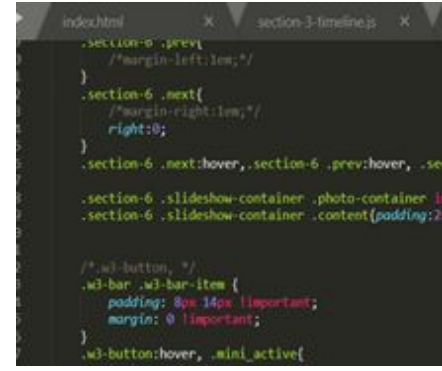 index.html × section-3-timeline.js ×
.section-6 .prev{
/*margin-left:1em;*/
}
.section-6 .next{
/*margin-right:1em;*/
right:0;
}
.section-6 .next:hover,.section-6 .prev:hover, .se
.section-6 .slideshow-container .photo-container i
.section-6 .slideshow-container .content{padding:2
/*.w3-button, */
.w3-bar .w3-bar-item {
padding: 8px 14px !important;
margin: 0 !important;
}
.w3-button:hover, .mini_active{